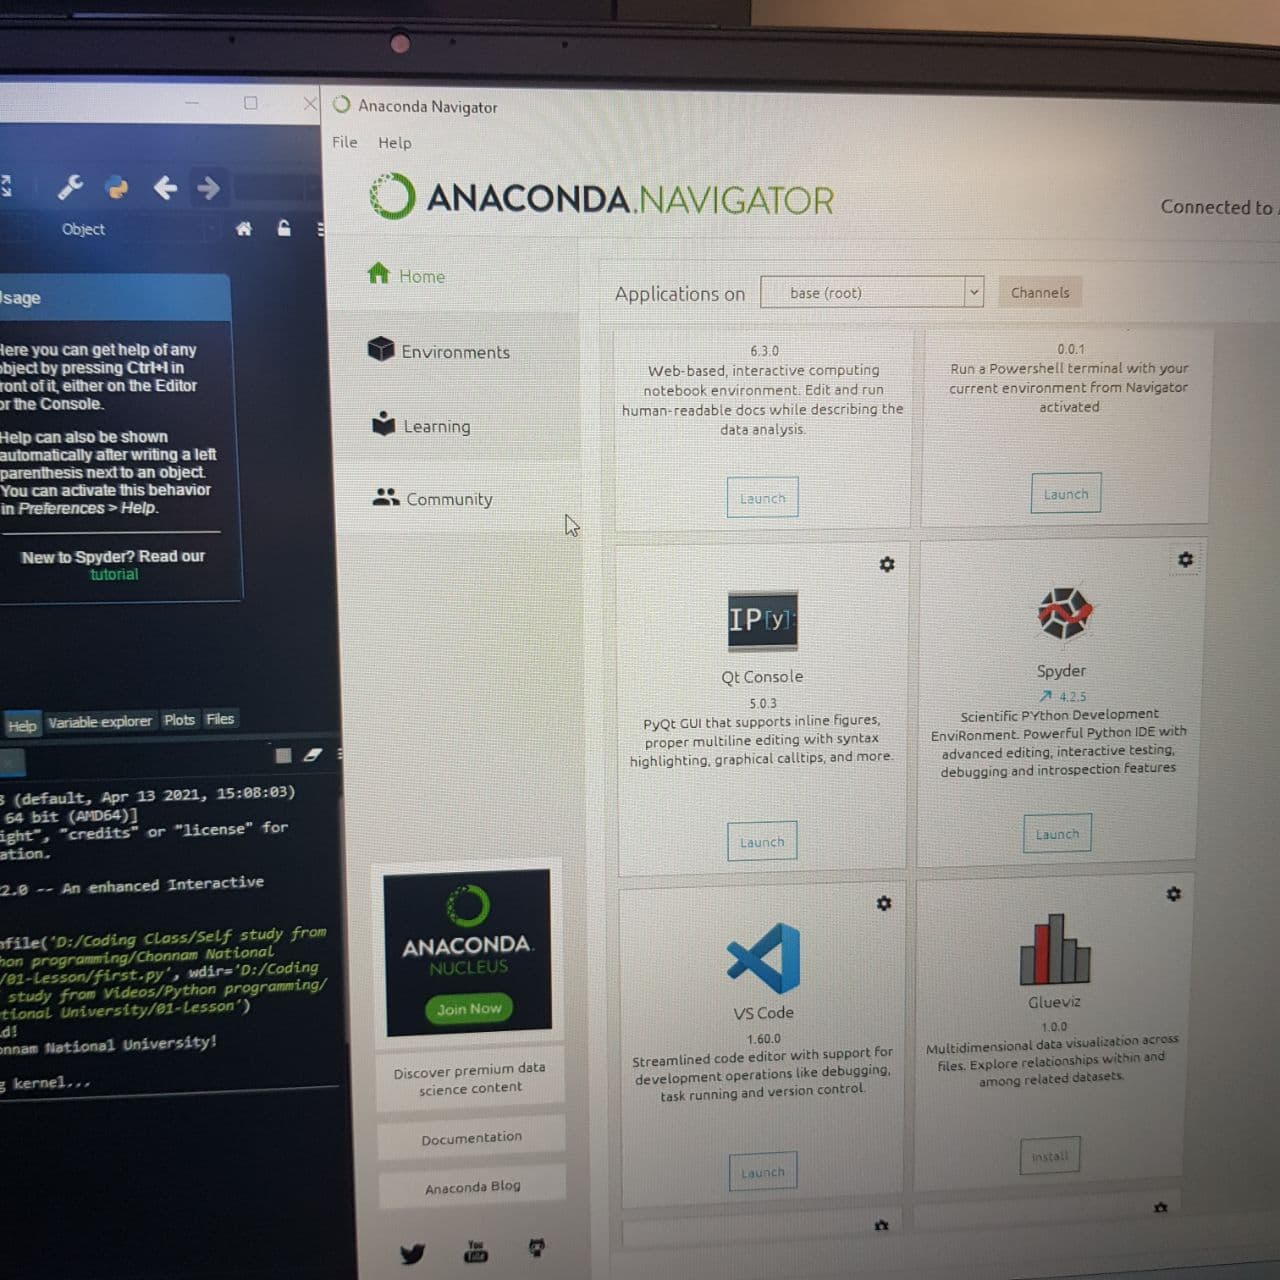 Anaconda Navigator
File Help
ANACONDA.NAVIGATOR
Connected to
Object
Home
Usage
Applications on base (root) Channels
Here you can get help of any
object by pressing Ctrl+I in
front of it, either on the Editor
or the Console.
Help can also be shown
automatically after writing a left
parenthesis next to an object.
You can activate this behavior
in Preferences > Help.
New to Spyder? Read our
tutorial
Environments
Learning
Community
6.3.0
Web-based, interactive computing
notebook environment. Edit and run
human-readable docs while describing the
data analysis.
Launch
0.0.1
Run a Powershell terminal with your
current environment from Navigator
activated
Launch
IP[y]:
Qt Console
5.0.3
PyQt GUI that supports inline figures,
proper multiline editing with syntax
highlighting, graphical calltips, and more.
Launch
Spyder
4.2.5
Scientific PYthon Development
EnviRonment. Powerful Python IDE with
advanced editing, interactive testing,
debugging and introspection features
Launch
Help Variable explorer Plots Files
(default, Apr 13 2021, 15:08:03)
64 bit (AMD64)]
ight", "credits" or "license" for
ation.
2.0 -- An enhanced Interactive
nfile('D:/Coding Class/Self study from
hon programming/Chonnam National
/01-Lesson/first.py', wdir='D:/Coding
study from Videos/Python programming/
tional University/01-Lesson')
d!
onnam National University!
g kernel...
ANACONDA.
NUCLEUS
Join Now
Discover premium data
science content
Documentation
Anaconda Blog
You
Tube
VS Code
1.60.0
Streamlined code editor with support for
development operations like debugging,
task running and version control.
Launch
Glueviz
1.0.0
Multidimensional data visualization across
files. Explore relationships within and
among related datasets.
Install